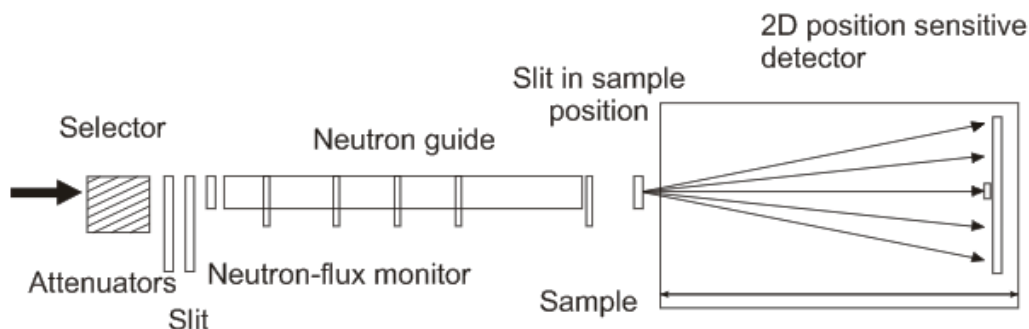 2D position sensitive
detector
Slit in sample
position
Selector
Neutron guide
Attenuators
Neutron-flux monitor
Sample
Slit